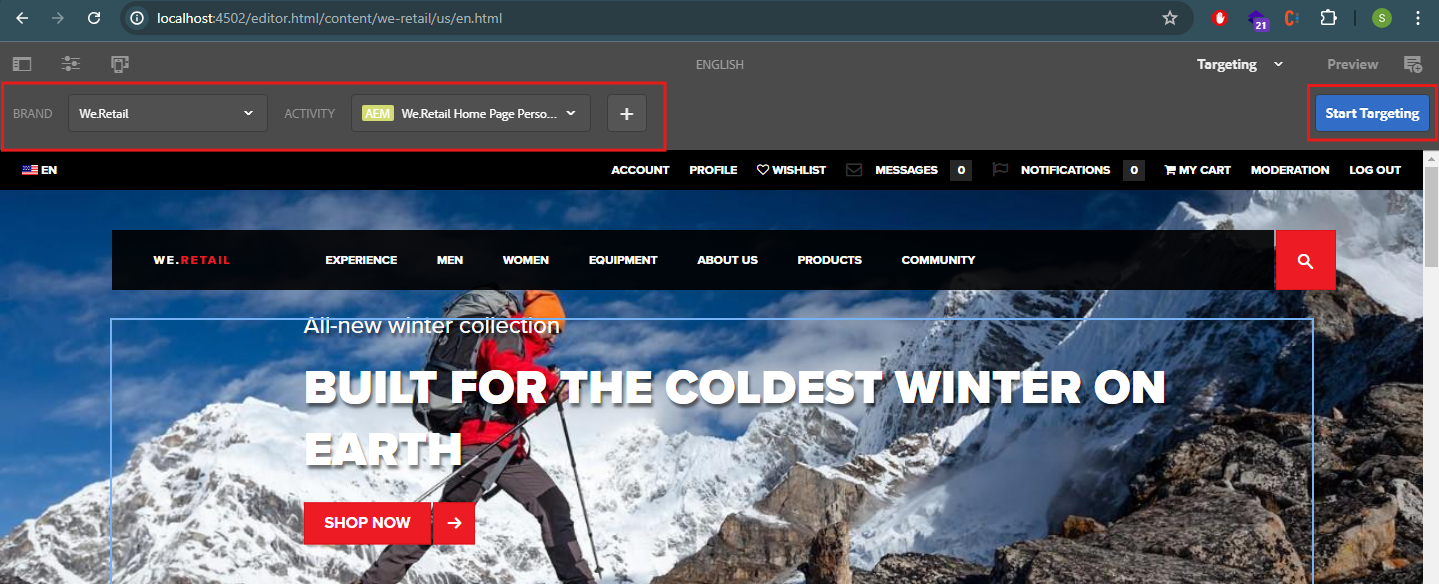 localhost:4502/editor.html/content/we-retail/us/en.html
21
S
ENGLISH
Targeting
Preview
BRAND We.Retail ACTIVITY AEM We.Retail Home Page Perso... +
Start Targeting
EN
ACCOUNT PROFILE WISHLIST MESSAGES 0 NOTIFICATIONS 0 MY CART MODERATION LOG OUT
WE.RETAIL EXPERIENCE MEN WOMEN EQUIPMENT ABOUT US PRODUCTS COMMUNITY
All-new winter collection
BUILT FOR THE COLDEST WINTER ON
EARTH
SHOP NOW